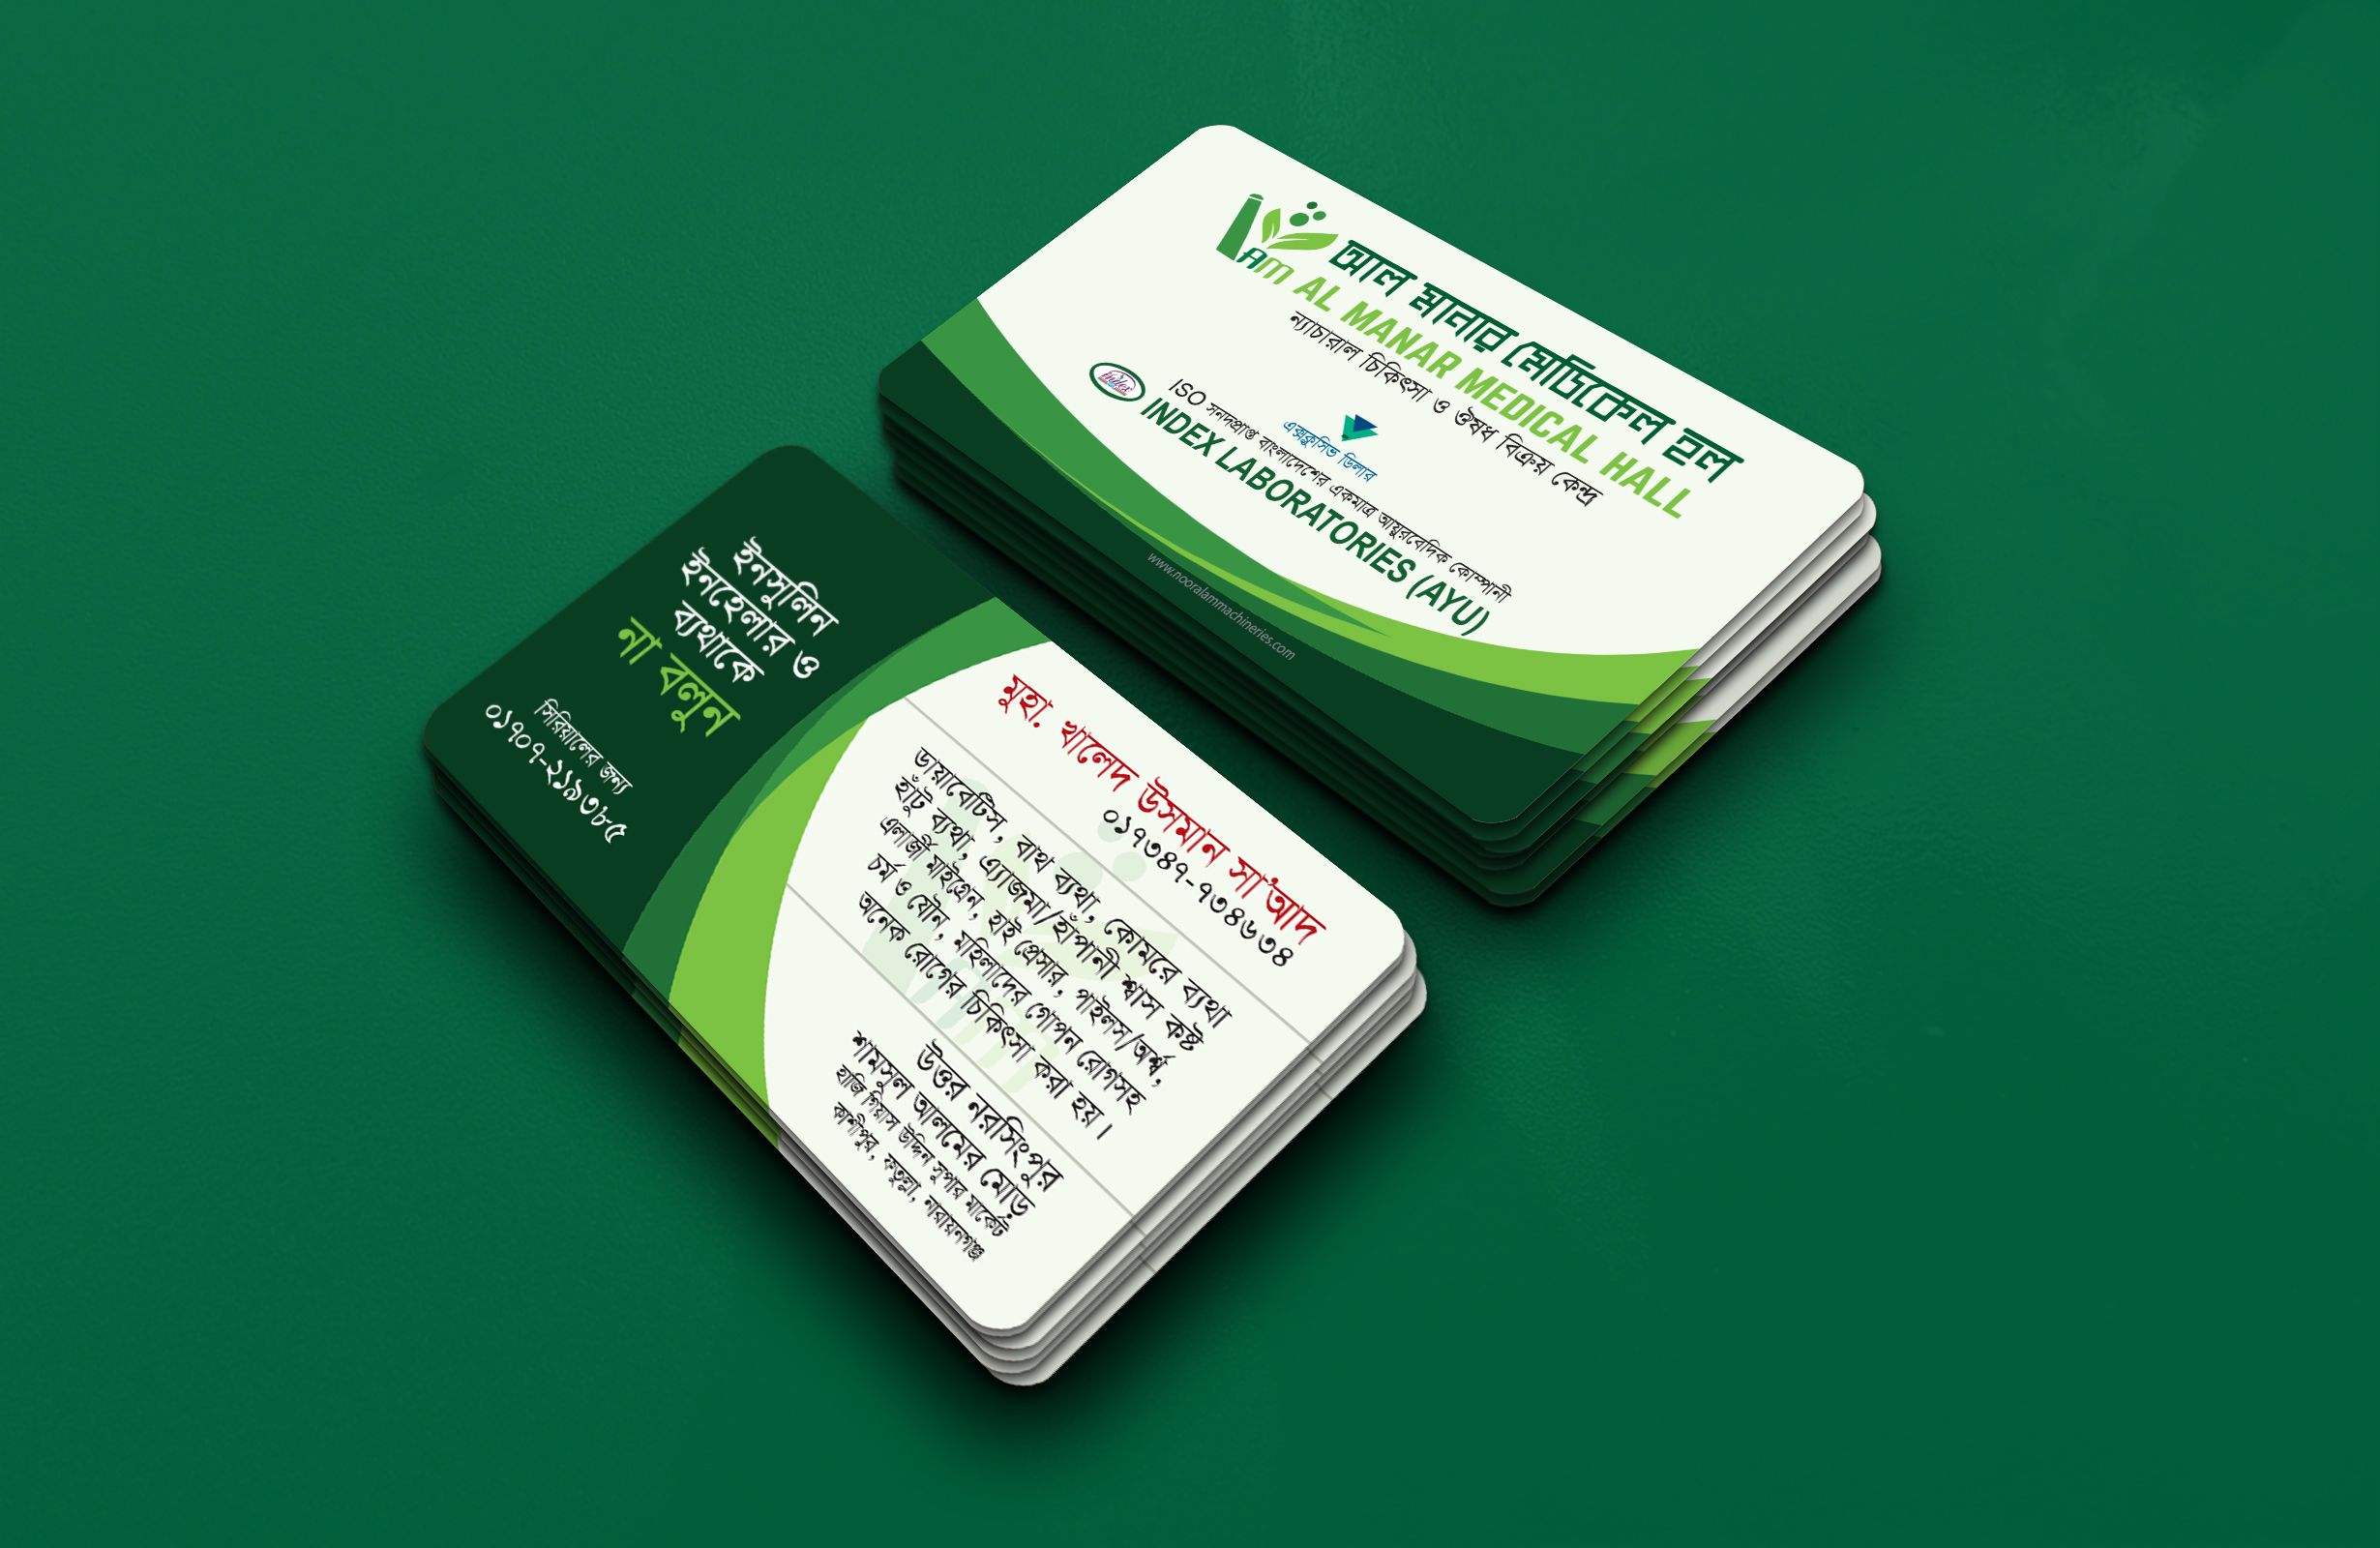 Am
আল মানার মেডিকেল হল
AL MANAR MEDICAL HALL
ন্যাচারাল চিকিৎসা ও ঔষধ বিক্রয় কেন্দ্র
এক্সক্লুসিভ ডিলার
ISO সনদপ্রাপ্ত বাংলাদেশের একমাত্র আয়ুরবেদিক কোম্পানী
Index
INDEX LABORATORIES (AYU)
www.nooralammachineries.com
ইনসুলিন
ইনহেলার ও
ব্যথাকে
না বলুন
সিরিয়ালের জন্য
০১৭০৭-২১৯৩৮৫
মুহা. খালেদ উসমান সা'আদ
০১৭৩৪৭-৭৩৪৬৩৪
ডায়াবেটিস, বাথ ব্যথা, কোমরে ব্যথা
হাঁটু ব্যথা, এ্যাজমা/হাঁপানী শ্বাস কষ্ট
এলার্জী মাইগ্রেন, হাই প্রেসার, পাইলস/অর্শ্ব,
চর্ম ও যৌন, মহিলাদের গোপন রোগসহ
অনেক রোগের চিকিৎসা করা হয়।
উত্তর নরসিংপুর
শামসুল আলমের মোড়
হাজি গিয়াস উদ্দিন সুপার মার্কেট
কাশীপুর, ফতুল্লা, নারায়নগঞ্জ